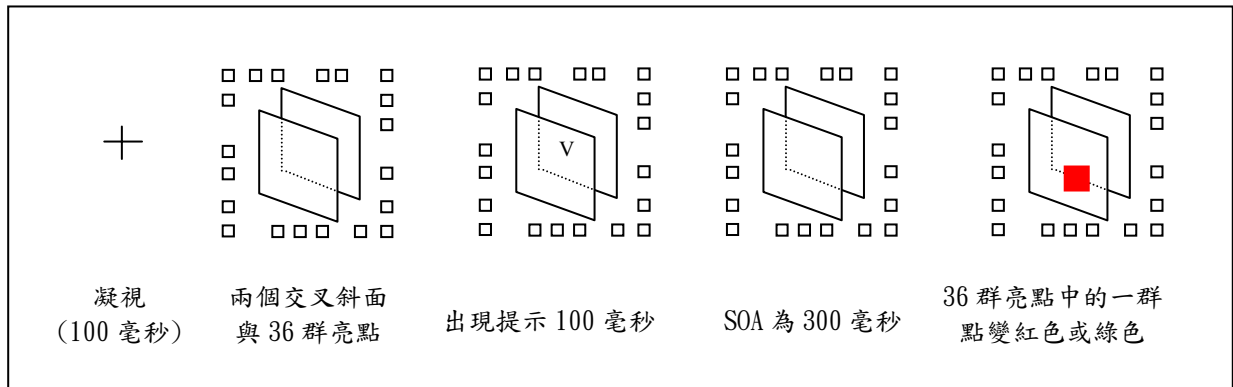 V
凝視
(100 毫秒)
兩個交叉斜面
與 36 群亮點
出現提示 100 毫秒
SOA 為 300 毫秒
36 群亮點中的一群
點變紅色或綠色